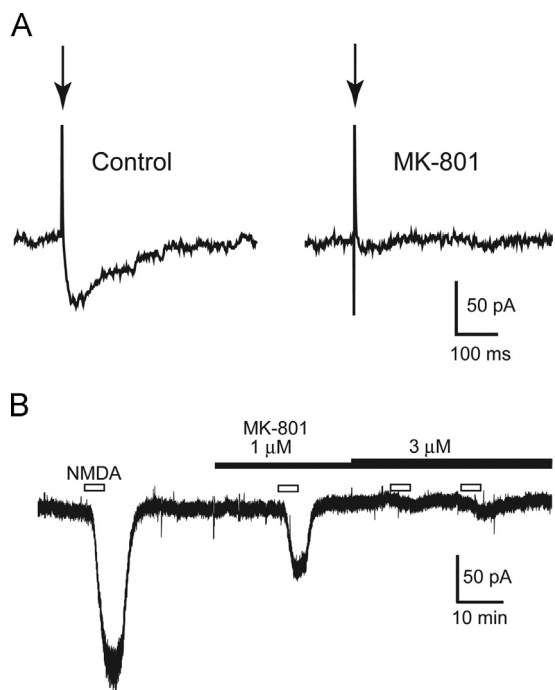 A
Control
MK-801
50 pA
100 ms
B
MK-801
1 μM
3 μM
NMDA
50 pA
10 min